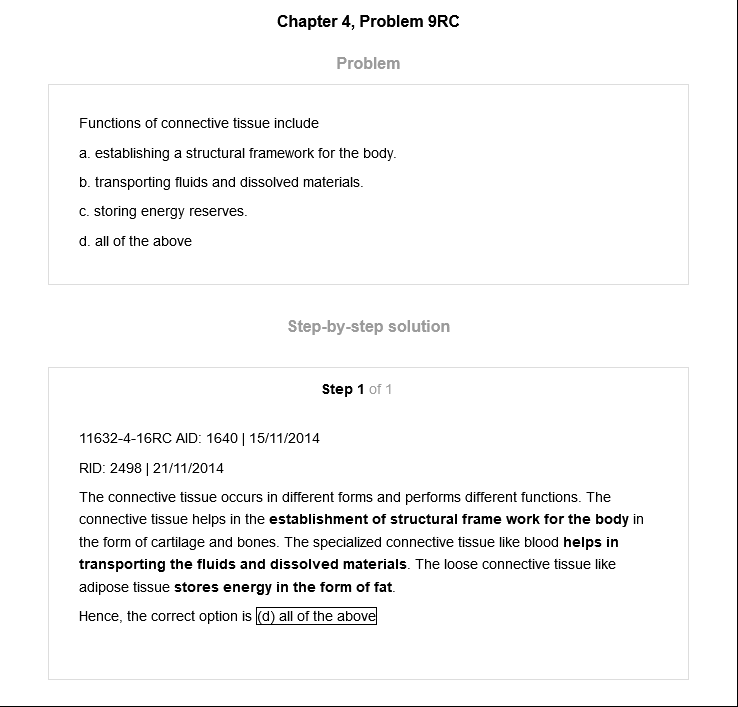 Chapter 4, Problem 9RC
Problem
Functions of connective tissue include
a. establishing a structural framework for the body.
b. transporting fluids and dissolved materials.
c. storing energy reserves.
d. all of the above
Step-by-step solution
Step 1 of 1
11632-4-16RC AID: 1640 | 15/11/2014
RID: 2498 | 21/11/2014
The connective tissue occurs in different forms and performs different functions. The
connective tissue helps in the establishment of structural frame work for the body in
the form of cartilage and bones. The specialized connective tissue like blood helps in
transporting the fluids and dissolved materials. The loose connective tissue like
adipose tissue stores energy in the form of fat.
Hence, the correct option is (d) all of the above